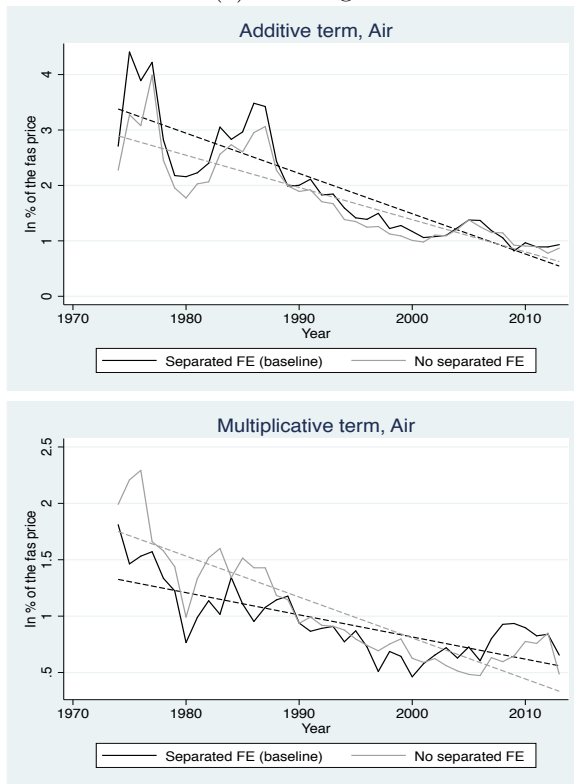 Additive term, Air
In % of the fas price
4
3
2
1
0
1970 1980 1990 2000 2010
Year
Separated FE (baseline) No separated FE
Multiplicative term, Air
In % of the fas price
2.5
2
1.5
1
.5
1970 1980 1990 2000 2010
Year
Separated FE (baseline) No separated FE